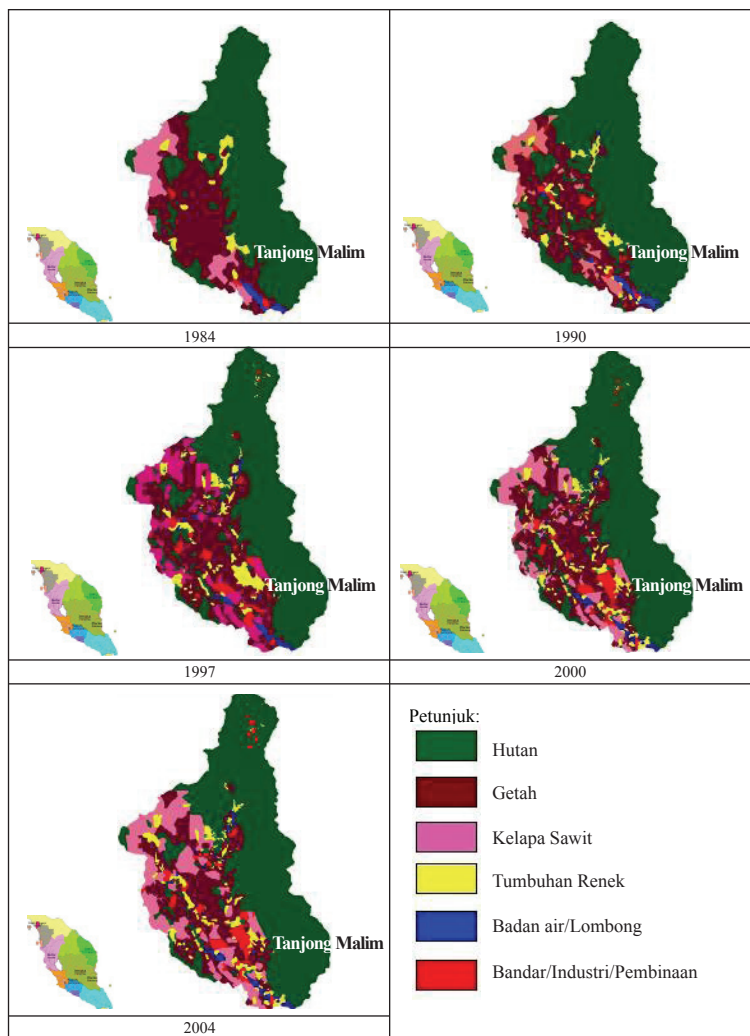 Tanjong Malim
Tanjong Malim
1984
1990
Tanjong Malim
Tanjong Malim
1997
2000
Petunjuk:
Hutan
Getah
Kelapa Sawit
Tumbuhan Renek
Badan air/Lombong
Bandar/Industri/Pembinaan
Tanjong Malim
2004